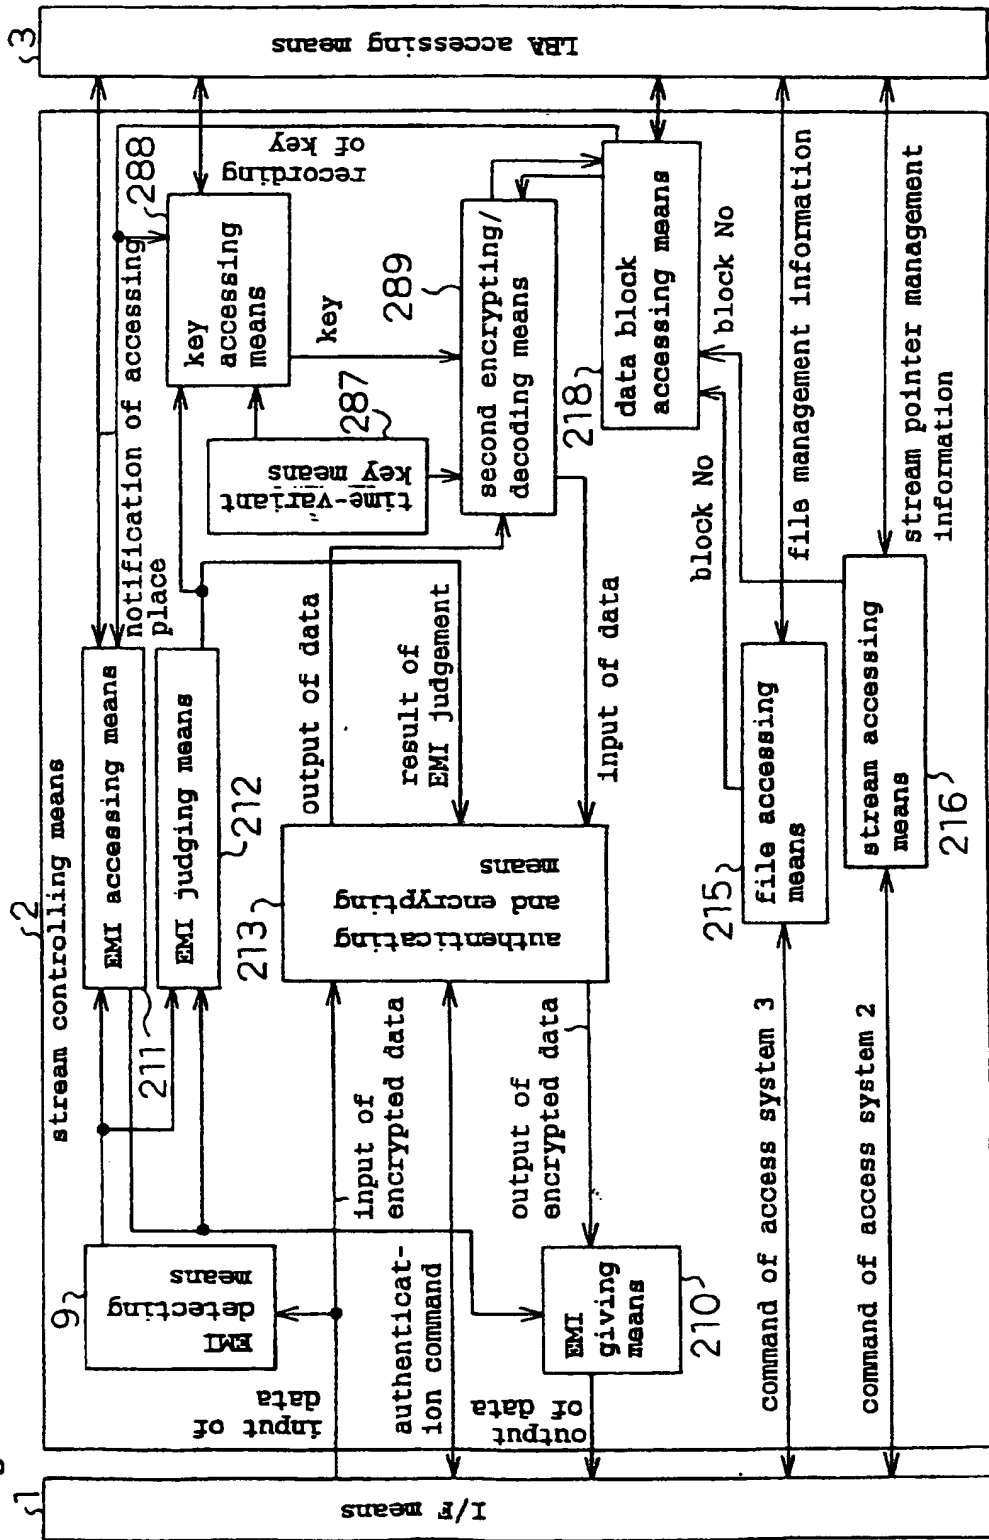 1
I/F means
2
stream controlling means
3
LBA accessing means
9
EMI
detecting
means
input of
data
211
EMI accessing means
EMI judging means
212
notification of accessing
place
288
key
accessing
means
recording
of key
key
287
time-variant
key means
289
second encrypting/
decoding means
213
authenticating
and encrypting
means
input of
encrypted data
authenticat-
ion command
output of
encrypted data
output of data
result of
EMI judgement
input of data
EMI
giving
means
210
output
of data
218
data block
accessing means
block No
block No
215
file accessing
means
file management information
command of access system 3
stream accessing
means
216
stream pointer management
information
command of access system 2